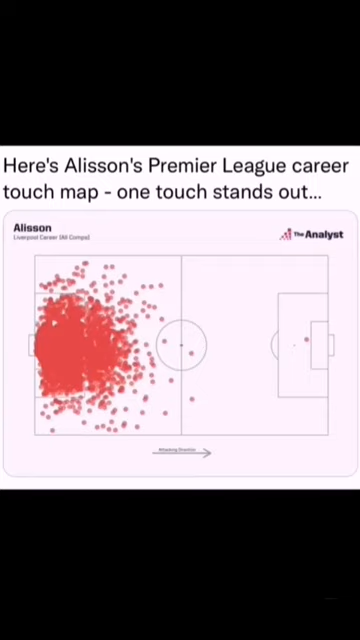 Here's Alisson's Premier League career
touch map - one touch stands out...
Alisson
The Analyst
Liverpool Career (All Comps)
Attacking Direction